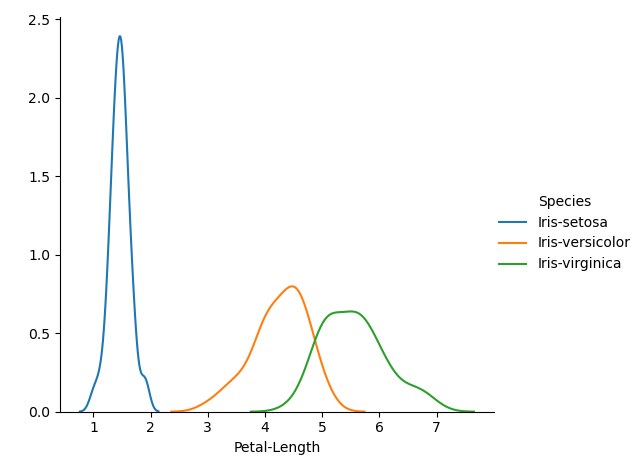 2.5
2.0
1.5
1.0
0.5
0.0
1 2 3 4 5 6 7
Petal-Length
Species
Iris-setosa
Iris-versicolor
Iris-virginica